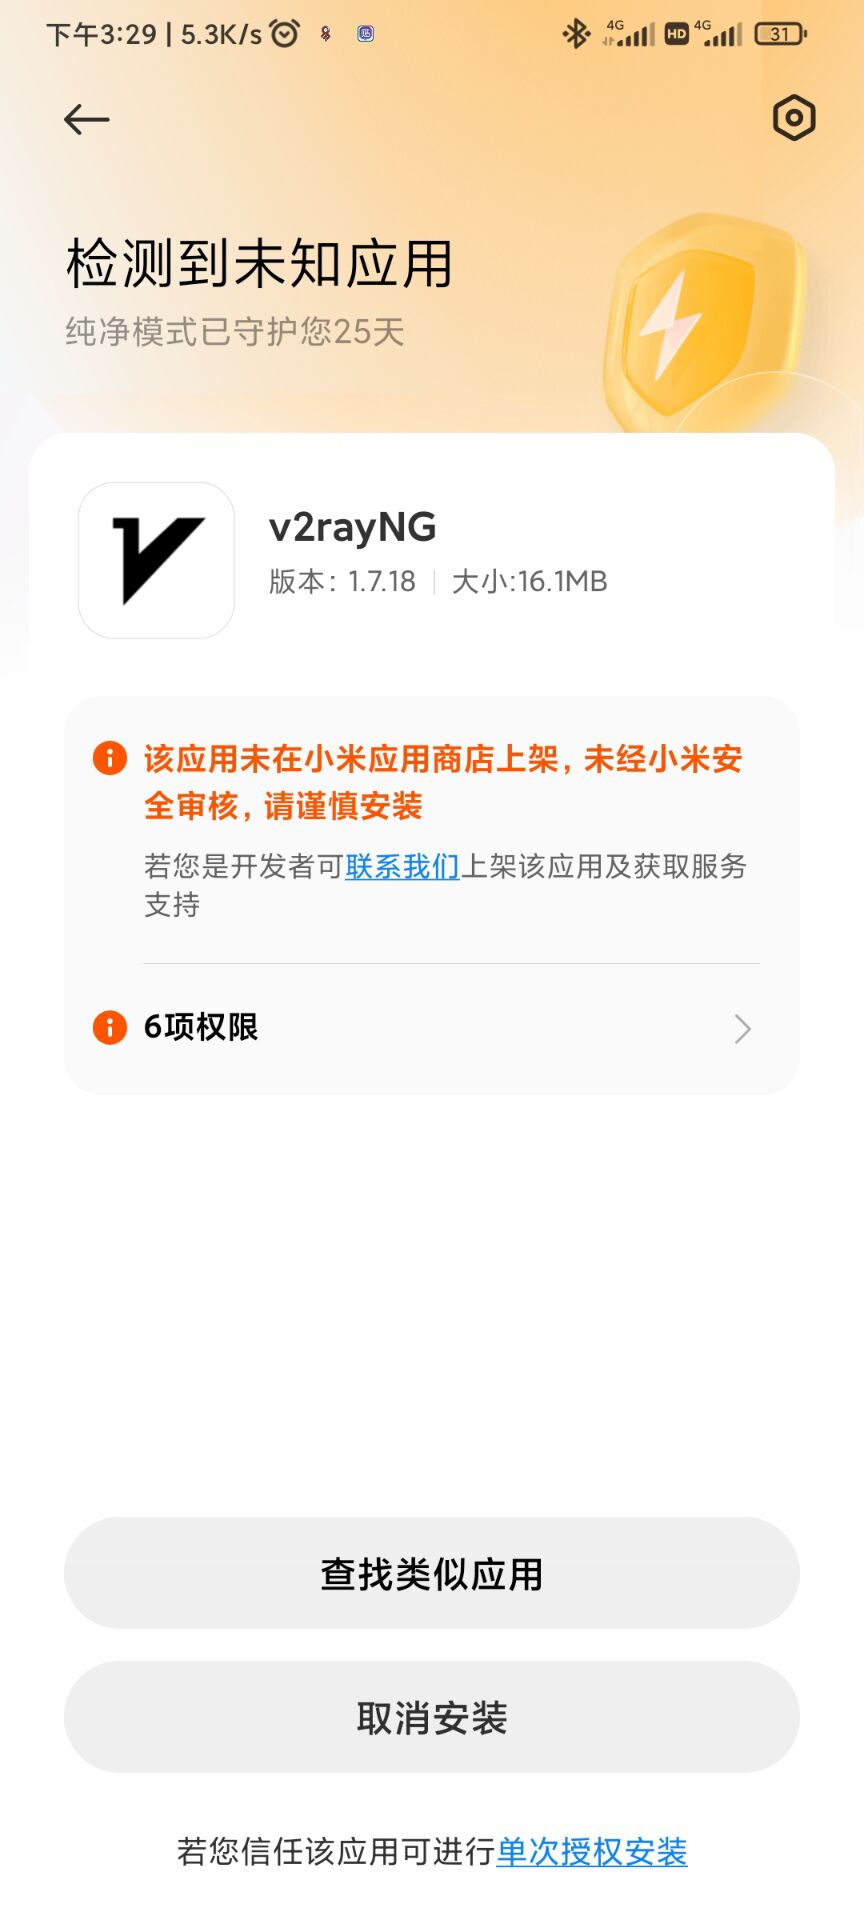 下午3:29 | 5.3K/s 4G HD 4G 31
检测到未知应用
纯净模式已守护您25天
v2rayNG
版本：1.7.18 | 大小:16.1MB
该应用未在小米应用商店上架，未经小米安
全审核，请谨慎安装
若您是开发者可联系我们上架该应用及获取服务
支持
6项权限
查找类似应用
取消安装
若您信任该应用可进行单次授权安装